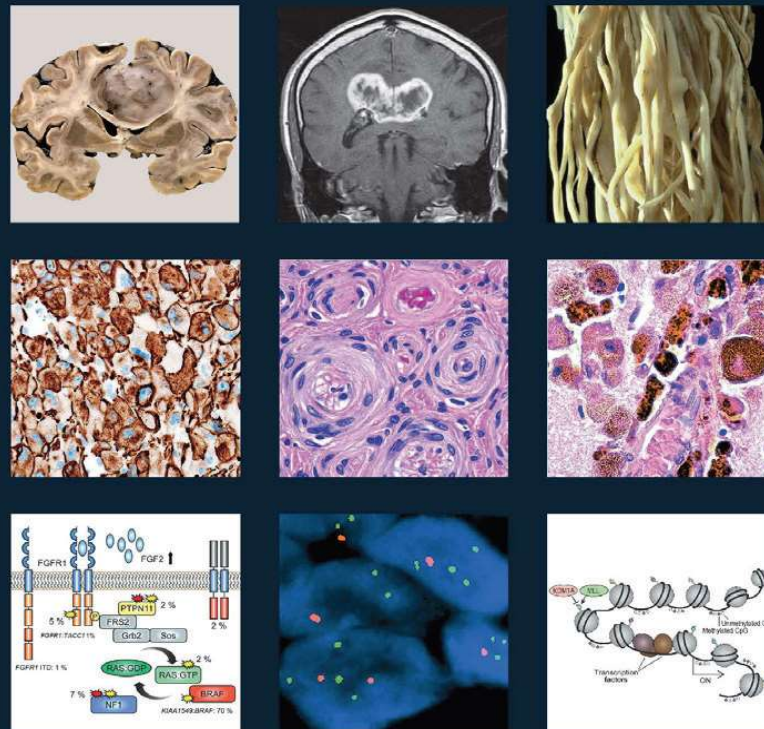 FGFR1
FGF2
5 %
PTPN11
2 %
FRS2
Grb2
Sos
2 %
FGFR1:TACC1 1%
FGFR1 ITD: 1 %
RAS:GDP
RAS:GTP
2 %
7 %
NF1
BRAF
KIAA1549:BRAF: 70 %
KDM1A
MLL
Unmethylated C
Methylated CpG
Transcription
factors
ON